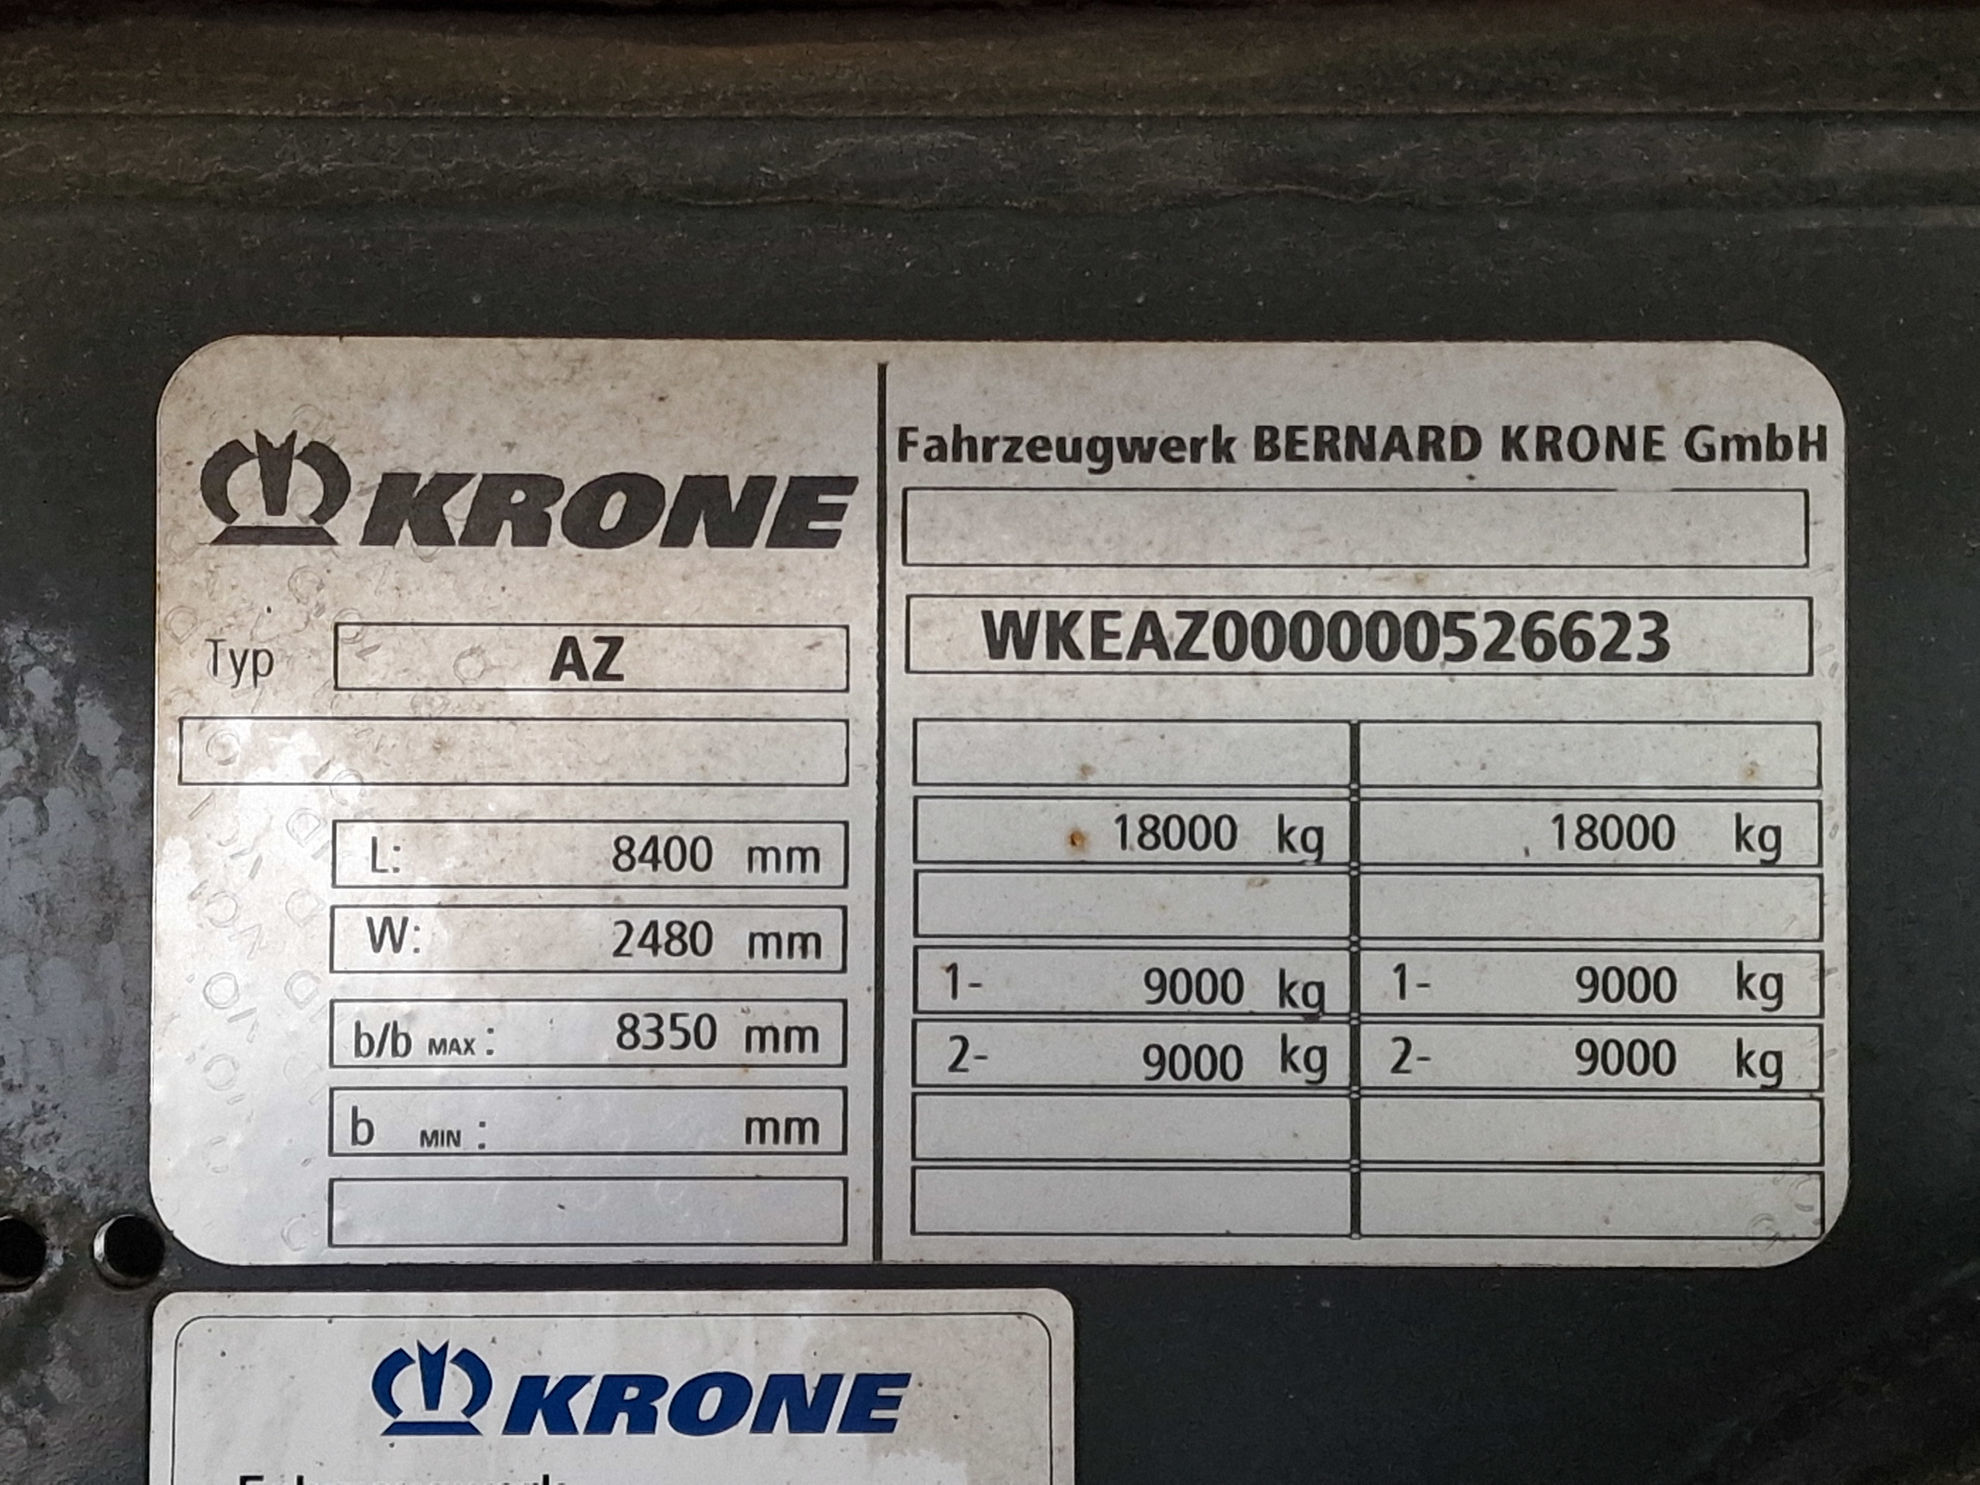 KRONE
Typ AZ
L: 8400 mm
W: 2480 mm
b/b MAX : 8350 mm
b MIN : mm
Fahrzeugwerk BERNARD KRONE GmbH
WKEAZ000000526623
18000 kg 18000 kg
1- 9000 kg 1- 9000 kg
2- 9000 kg 2- 9000 kg
KRONE